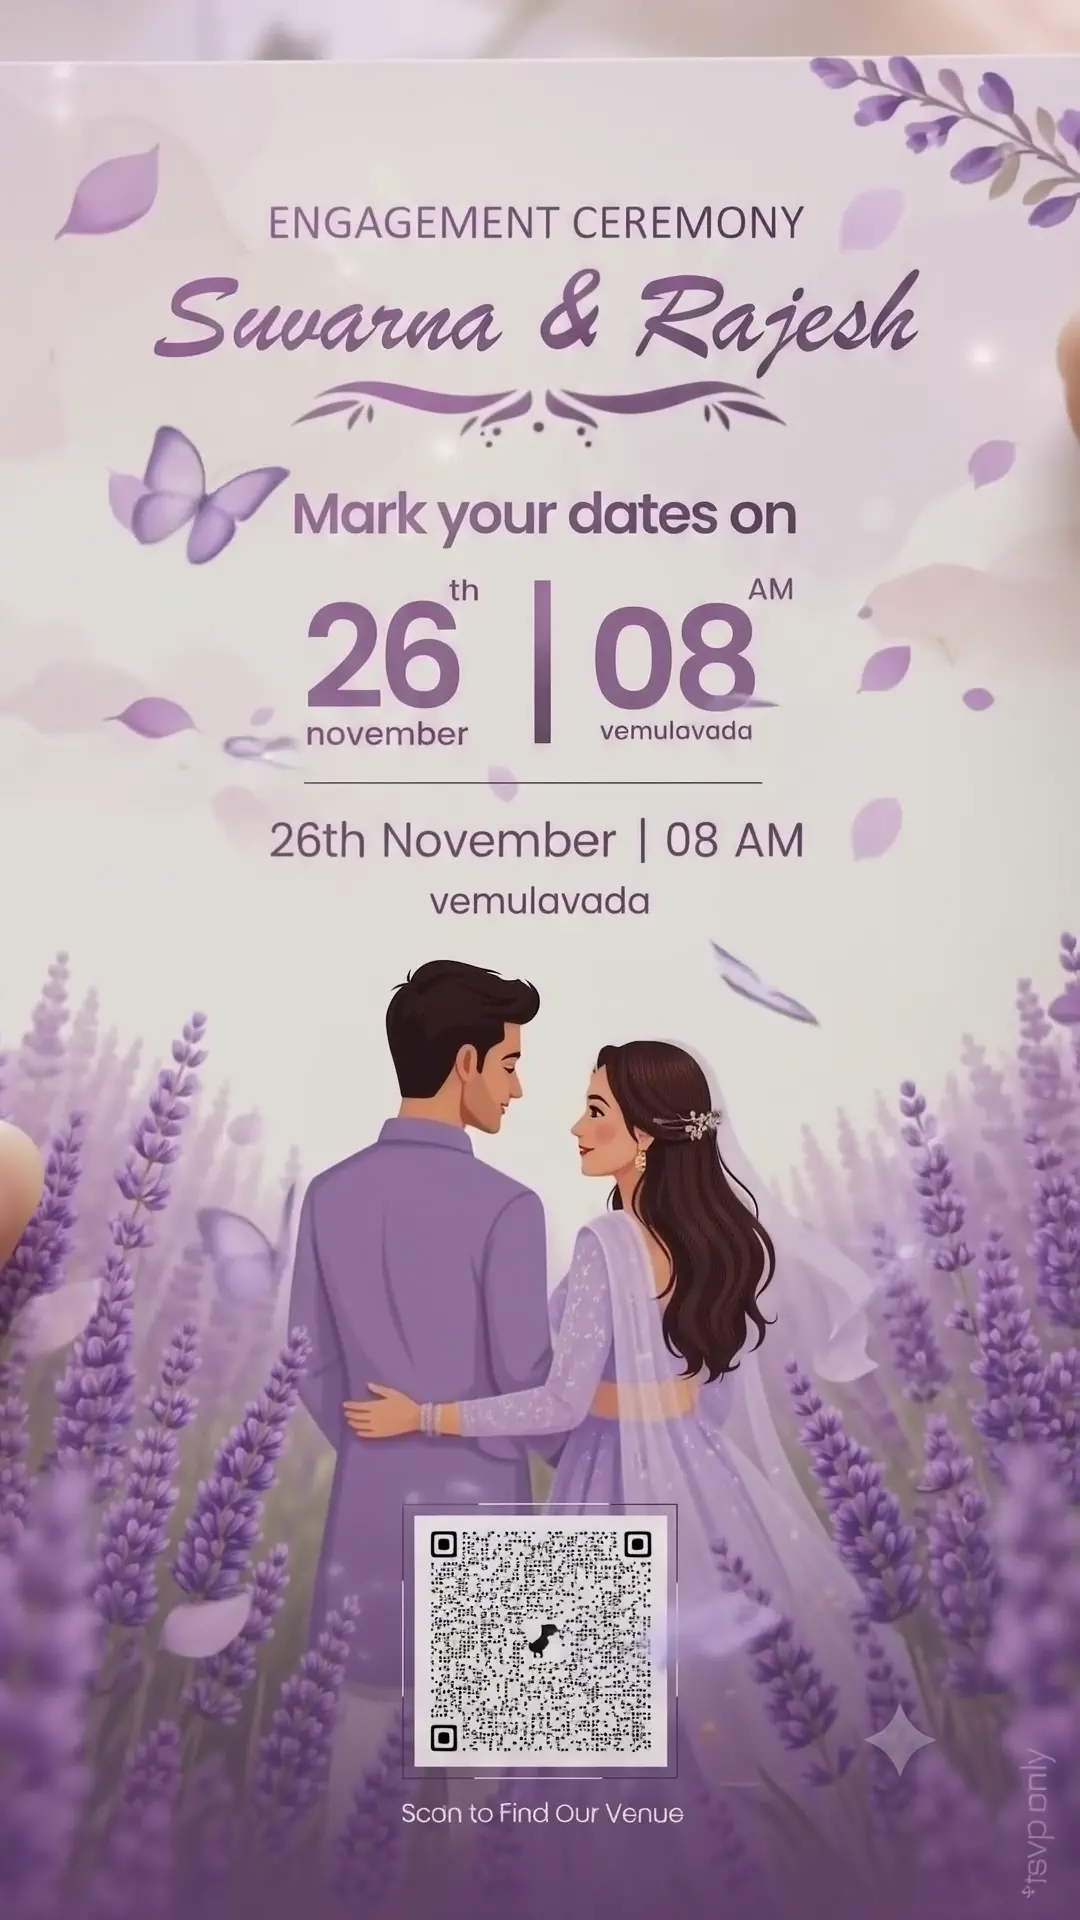 ENGAGEMENT CEREMONY
Suvarna & Rajesh
Mark your dates on
26th | 08 AM
november vemulavada
26th November | 08 AM
vemulavada
Scan to Find Our Venue
*rsvp only